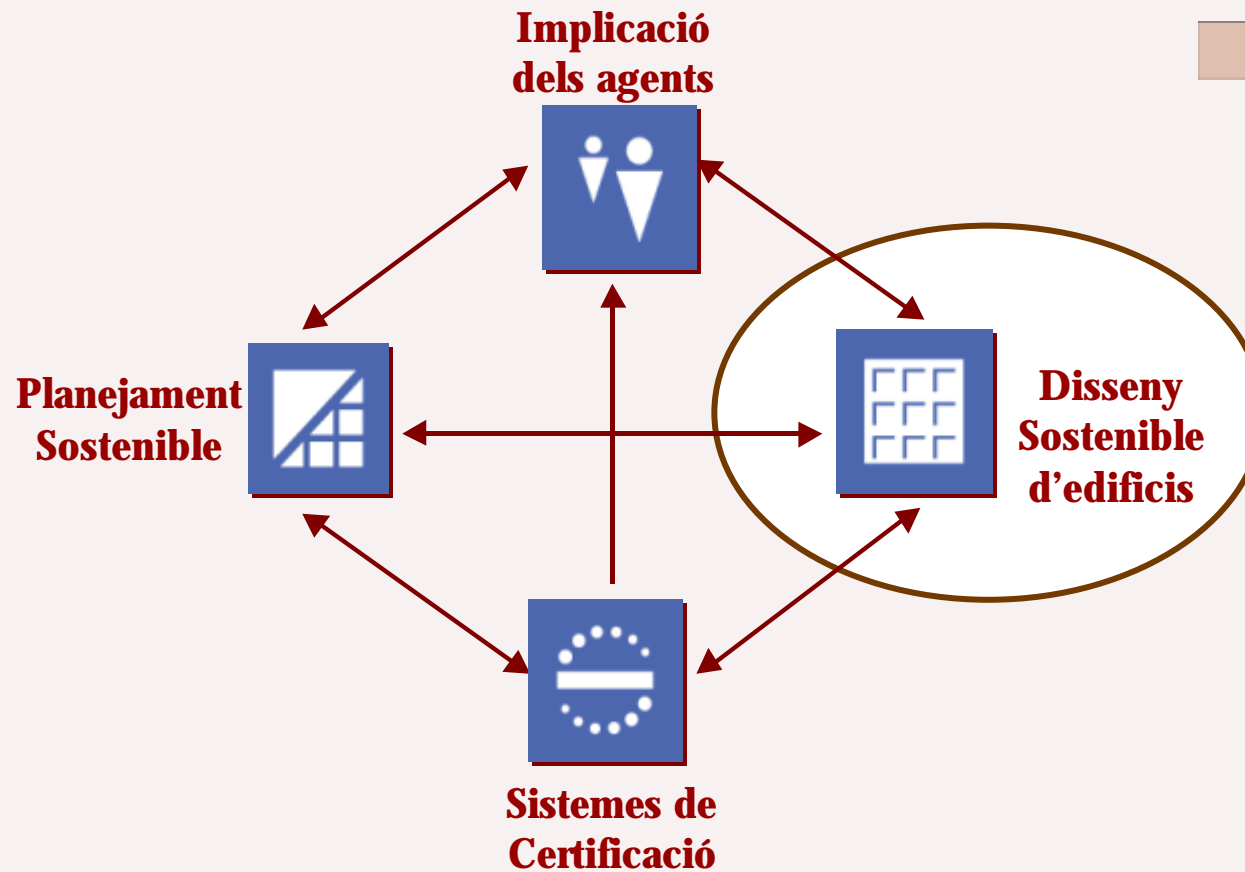 Implicació
dels agents
Planejament
Sostenible
Disseny
Sostenible
d’edificis
Sistemes de
Certificació